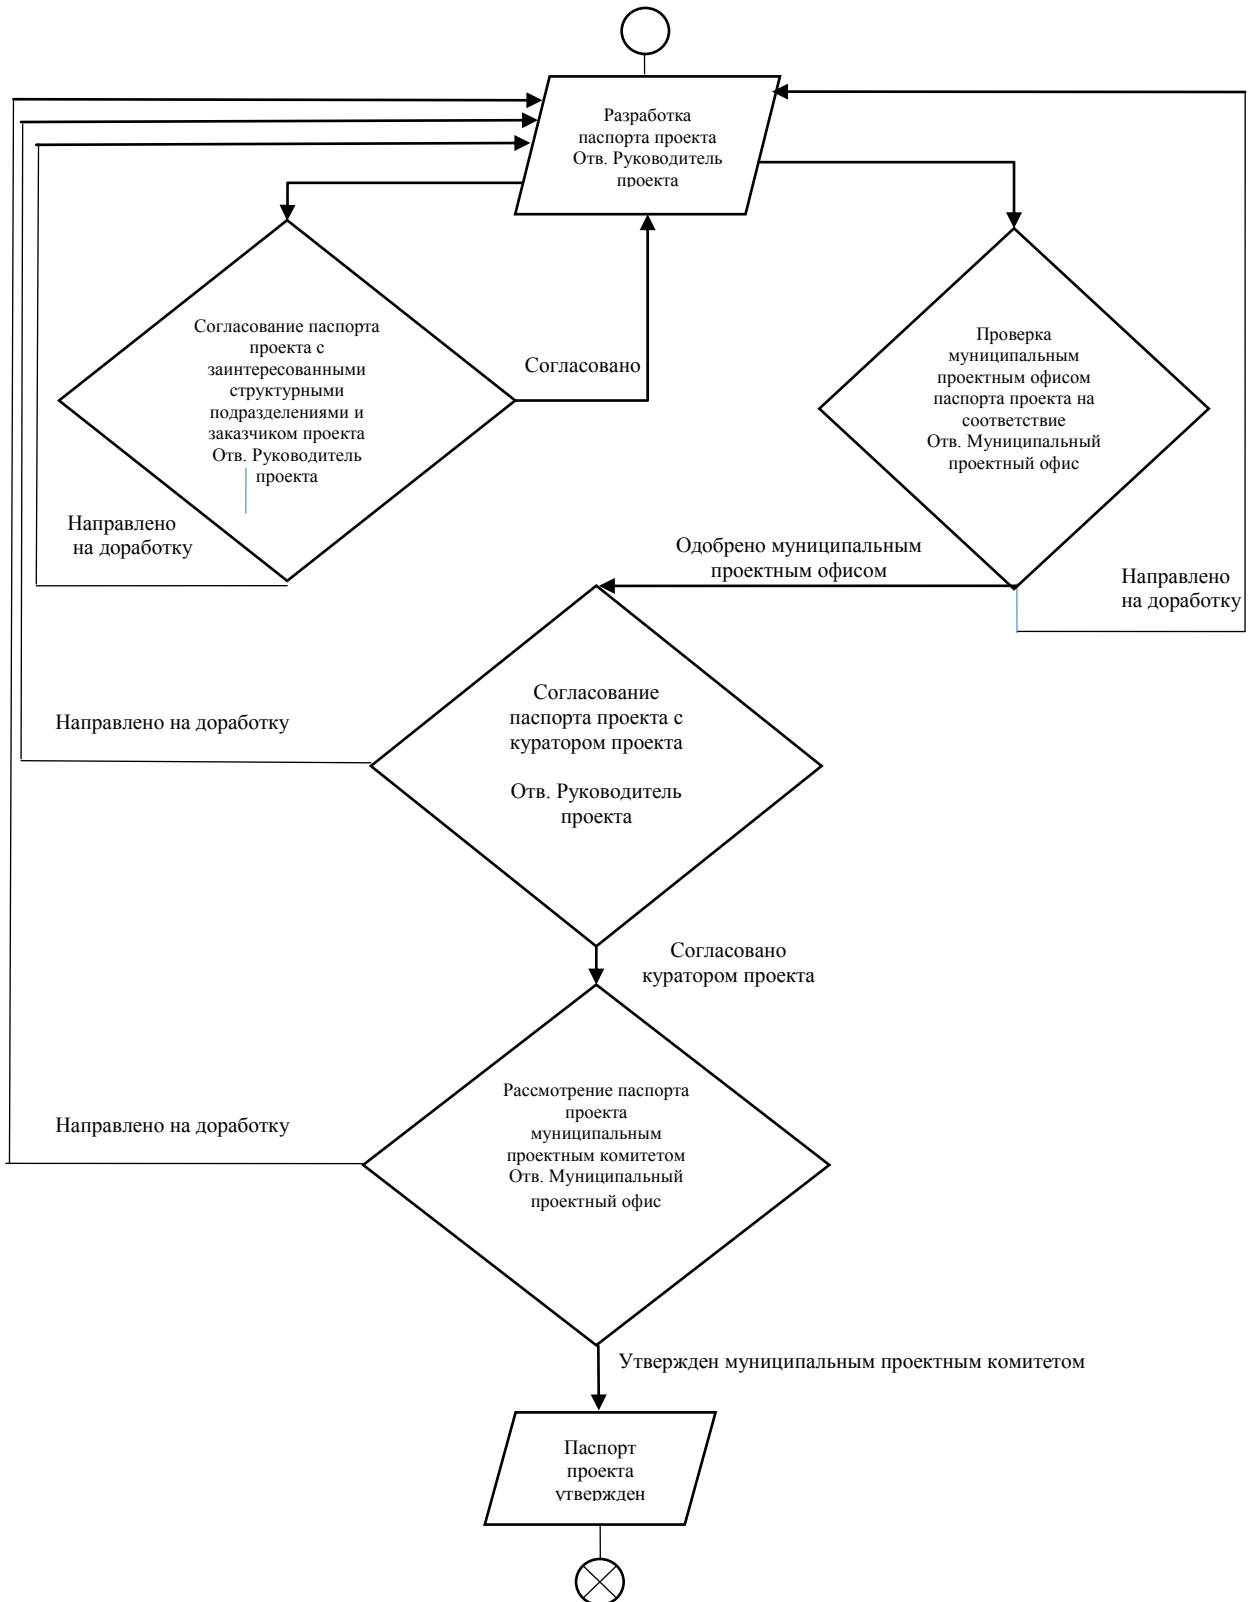 Разработка
паспорта проекта
Отв. Руководитель
проекта
Согласование паспорта
проекта с
заинтересованными
структурными
подразделениями и
заказчиком проекта
Отв. Руководитель
проекта
Согласовано
Проверка
муниципальным
проектным офисом
паспорта проекта на
соответствие
Отв. Муниципальный
проектный офис
Направлено
на доработку
Одобрено муниципальным
проектным офисом
Направлено
на доработку
Согласование
паспорта проекта с
куратором проекта
Отв. Руководитель
проекта
Направлено на доработку
Согласовано
куратором проекта
Рассмотрение паспорта
проекта
муниципальным
проектным комитетом
Отв. Муниципальный
проектный офис
Направлено на доработку
Утвержден муниципальным проектным комитетом
Паспорт
проекта
утвержден